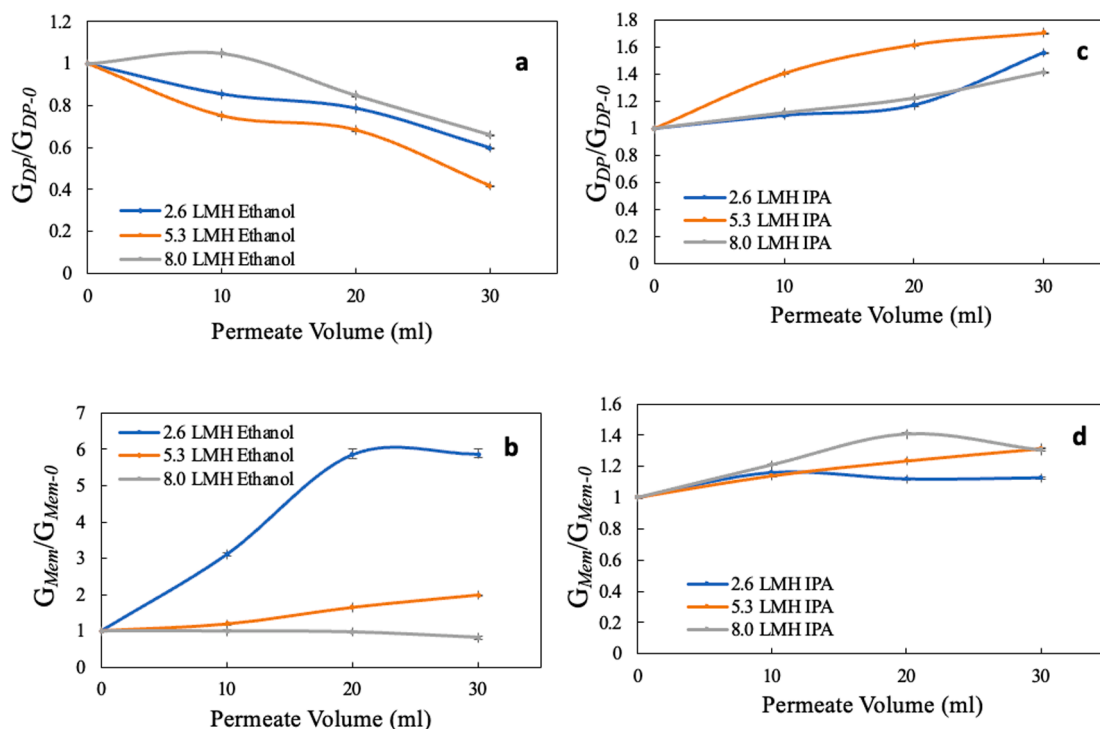 a
G_DP/G_DP-0
1.2
1
0.8
0.6
0.4
0.2
0
2.6 LMH Ethanol
5.3 LMH Ethanol
8.0 LMH Ethanol
0 10 20 30
Permeate Volume (ml)
c
G_DP/G_DP-0
1.8
1.6
1.4
1.2
1
0.8
0.6
0.4
0.2
0
2.6 LMH IPA
5.3 LMH IPA
8.0 LMH IPA
0 10 20 30
Permeate Volume (ml)
b
G_Mem/G_Mem-0
7
6
5
4
3
2
1
0
2.6 LMH Ethanol
5.3 LMH Ethanol
8.0 LMH Ethanol
0 10 20 30
Permeate Volume (ml)
d
G_Mem/G_Mem-0
1.6
1.4
1.2
1
0.8
0.6
0.4
0.2
0
2.6 LMH IPA
5.3 LMH IPA
8.0 LMH IPA
0 10 20 30
Permeate Volume (ml)